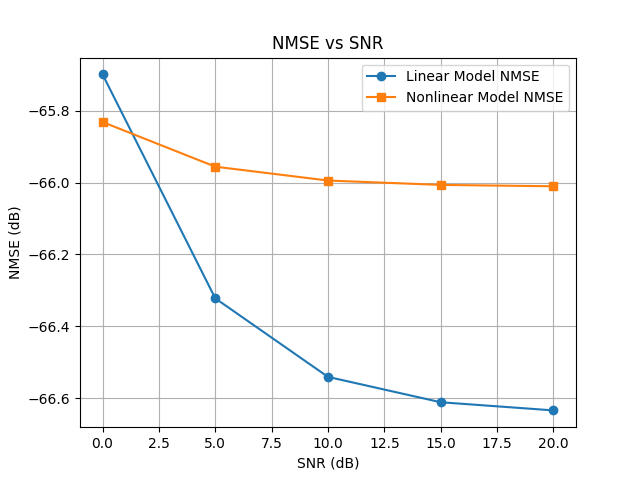 NMSE vs SNR
Linear Model NMSE
Nonlinear Model NMSE
NMSE (dB)
−65.8
−66.0
−66.2
−66.4
−66.6
0.0 2.5 5.0 7.5 10.0 12.5 15.0 17.5 20.0
SNR (dB)